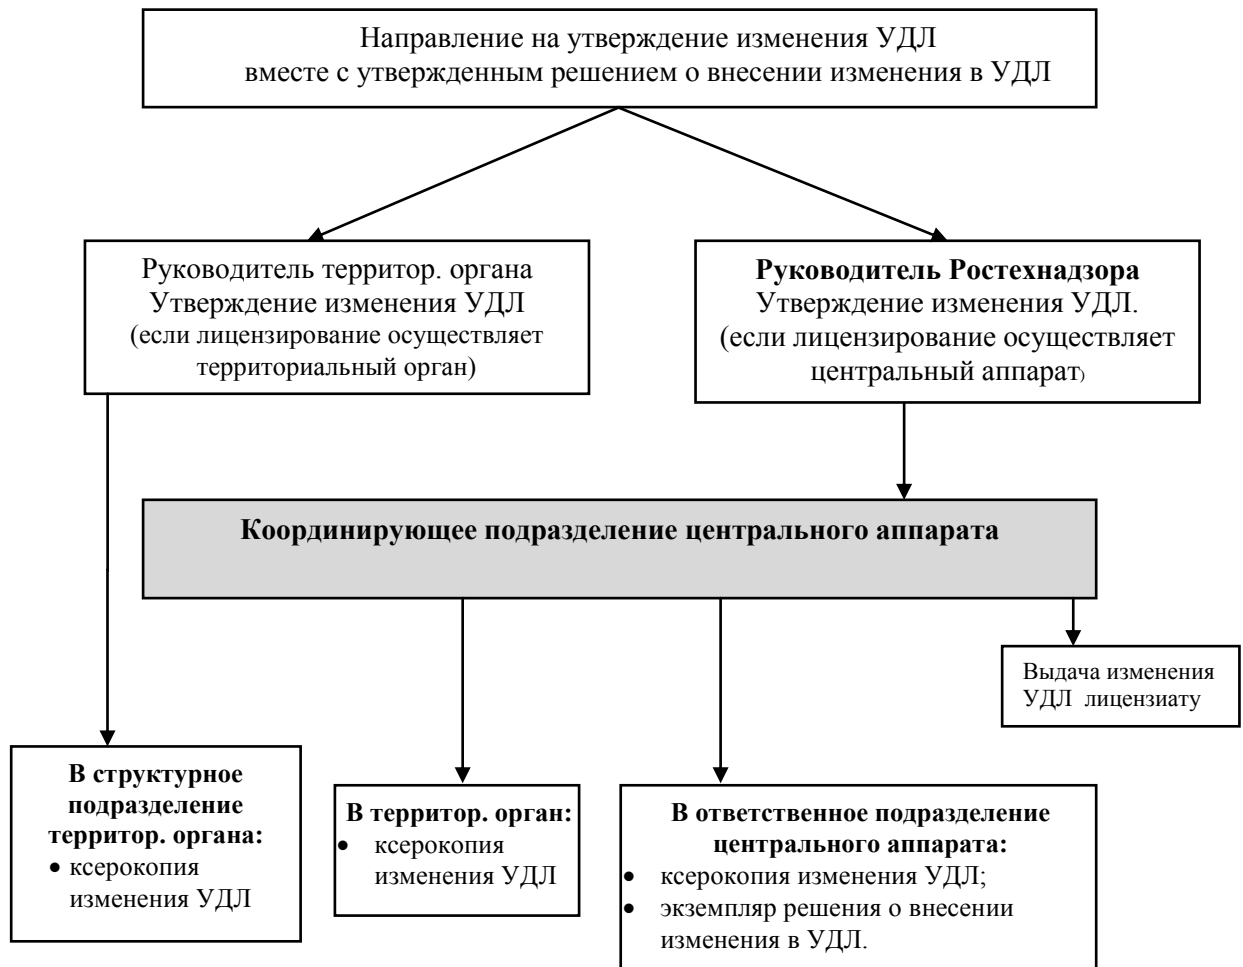 Направление на утверждение изменения УДЛ
вместе с утвержденным решением о внесении изменения в УДЛ
Руководитель территор. органа
Утверждение изменения УДЛ
(если лицензирование осуществляет
территориальный орган)
Руководитель Ростехнадзора
Утверждение изменения УДЛ.
(если лицензирование осуществляет
центральный аппарат)
Координирующее подразделение центрального аппарата
Выдача изменения
УДЛ лицензиату
В структурное
подразделение
территор. органа:
• ксерокопия
изменения УДЛ
В территор. орган:
• ксерокопия
изменения УДЛ
В ответственное подразделение
центрального аппарата:
• ксерокопия изменения УДЛ;
• экземпляр решения о внесении
изменения в УДЛ.